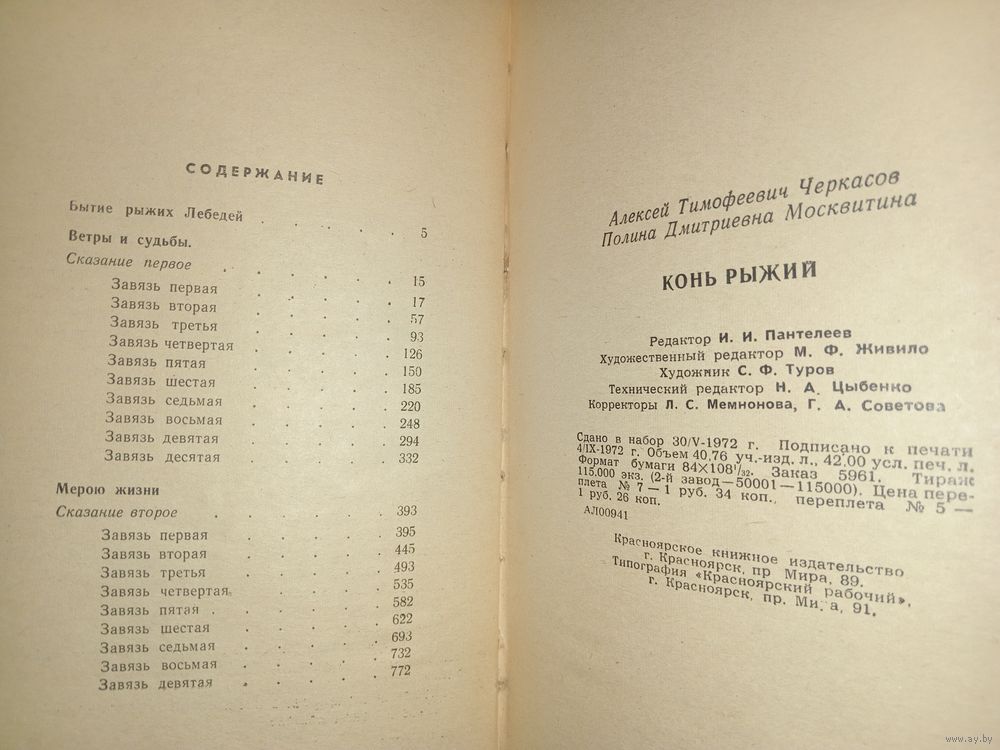 СОДЕРЖАНИЕ
Бытие рыжих Лебедей . . . . . 5
Ветры и судьбы.
Сказание первое . . . . . 15
Завязь первая . . . . 17
Завязь вторая . . . . 57
Завязь третья . . . . 93
Завязь четвертая . . . . 126
Завязь пятая . . . . 150
Завязь шестая . . . . 185
Завязь седьмая . . . . 220
Завязь восьмая . . . . 248
Завязь девятая . . . . 294
Завязь десятая . . . . 332
Мерою жизни
Сказание второе . . . . . 393
Завязь первая . . . . . 395
Завязь вторая . . . . . 445
Завязь третья . . . . . 493
Завязь четвертая . . . . . 535
Завязь пятая . . . . . 582
Завязь шестая . . . . . 622
Завязь седьмая . . . . . 693
Завязь восьмая . . . . . 732
Завязь девятая . . . . . 772
Алексей Тимофеевич Черкасов
Полина Дмитриевна Москвитина
КОНЬ РЫЖИЙ
Редактор И. И. Пантелеев
Художественный редактор М. Ф. Живило
Художник С. Ф. Туров
Технический редактор Н. А. Цыбенко
Корректоры Л. С. Мемнонова, Г. А. Советова
Сдано в набор 30/V-1972 г. Подписано к печати
4/IX-1972 г. Объем 40,76 уч.-изд. л., 42,00 усл. печ. л.
Формат бумаги 84×108¹/₃₂. Заказ 5961. Тираж
115.000 экз. (2-й завод—50001—115000). Цена пере-
плета № 7 — 1 руб. 34 коп., переплета № 5 —
1 руб. 26 коп.
АЛ00941
Красноярское книжное издательство
г. Красноярск, пр Мира, 89.
Типография «Красноярский рабочий»,
г. Красноярск, пр. Мира, 91.
www.ay.by